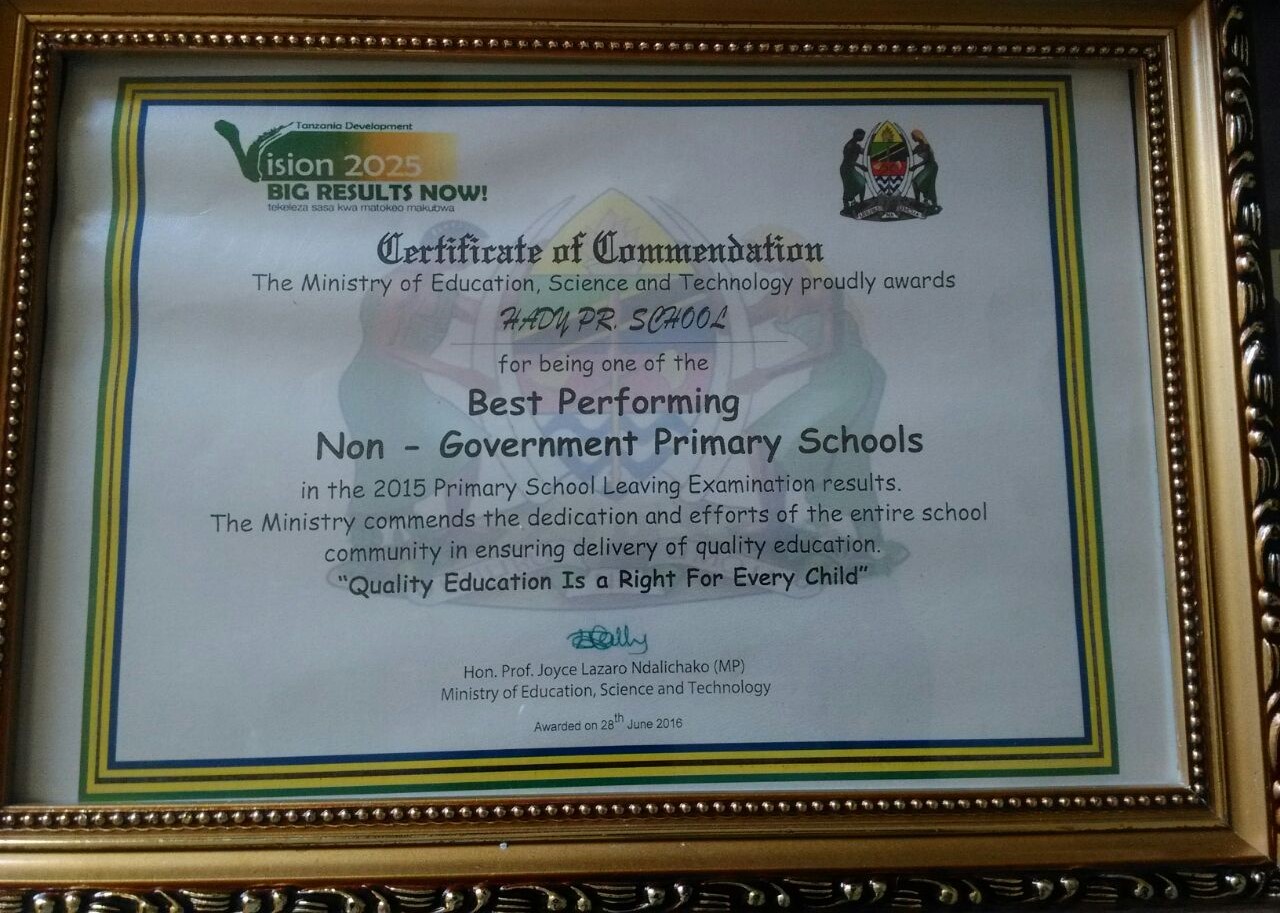 Tanzania Development
Vision 2025
BIG RESULTS NOW!
tekeleza sasa kwa matokeo makubwa
Certificate of Commendation
The Ministry of Education, Science and Technology proudly awards
HADY PR. SCHOOL
for being one of the
Best Performing
Non - Government Primary Schools
in the 2015 Primary School Leaving Examination results.
The Ministry commends the dedication and efforts of the entire school
community in ensuring delivery of quality education.
"Quality Education Is a Right For Every Child"
Hon. Prof. Joyce Lazaro Ndalichako (MP)
Ministry of Education, Science and Technology
Awarded on 28th June 2016